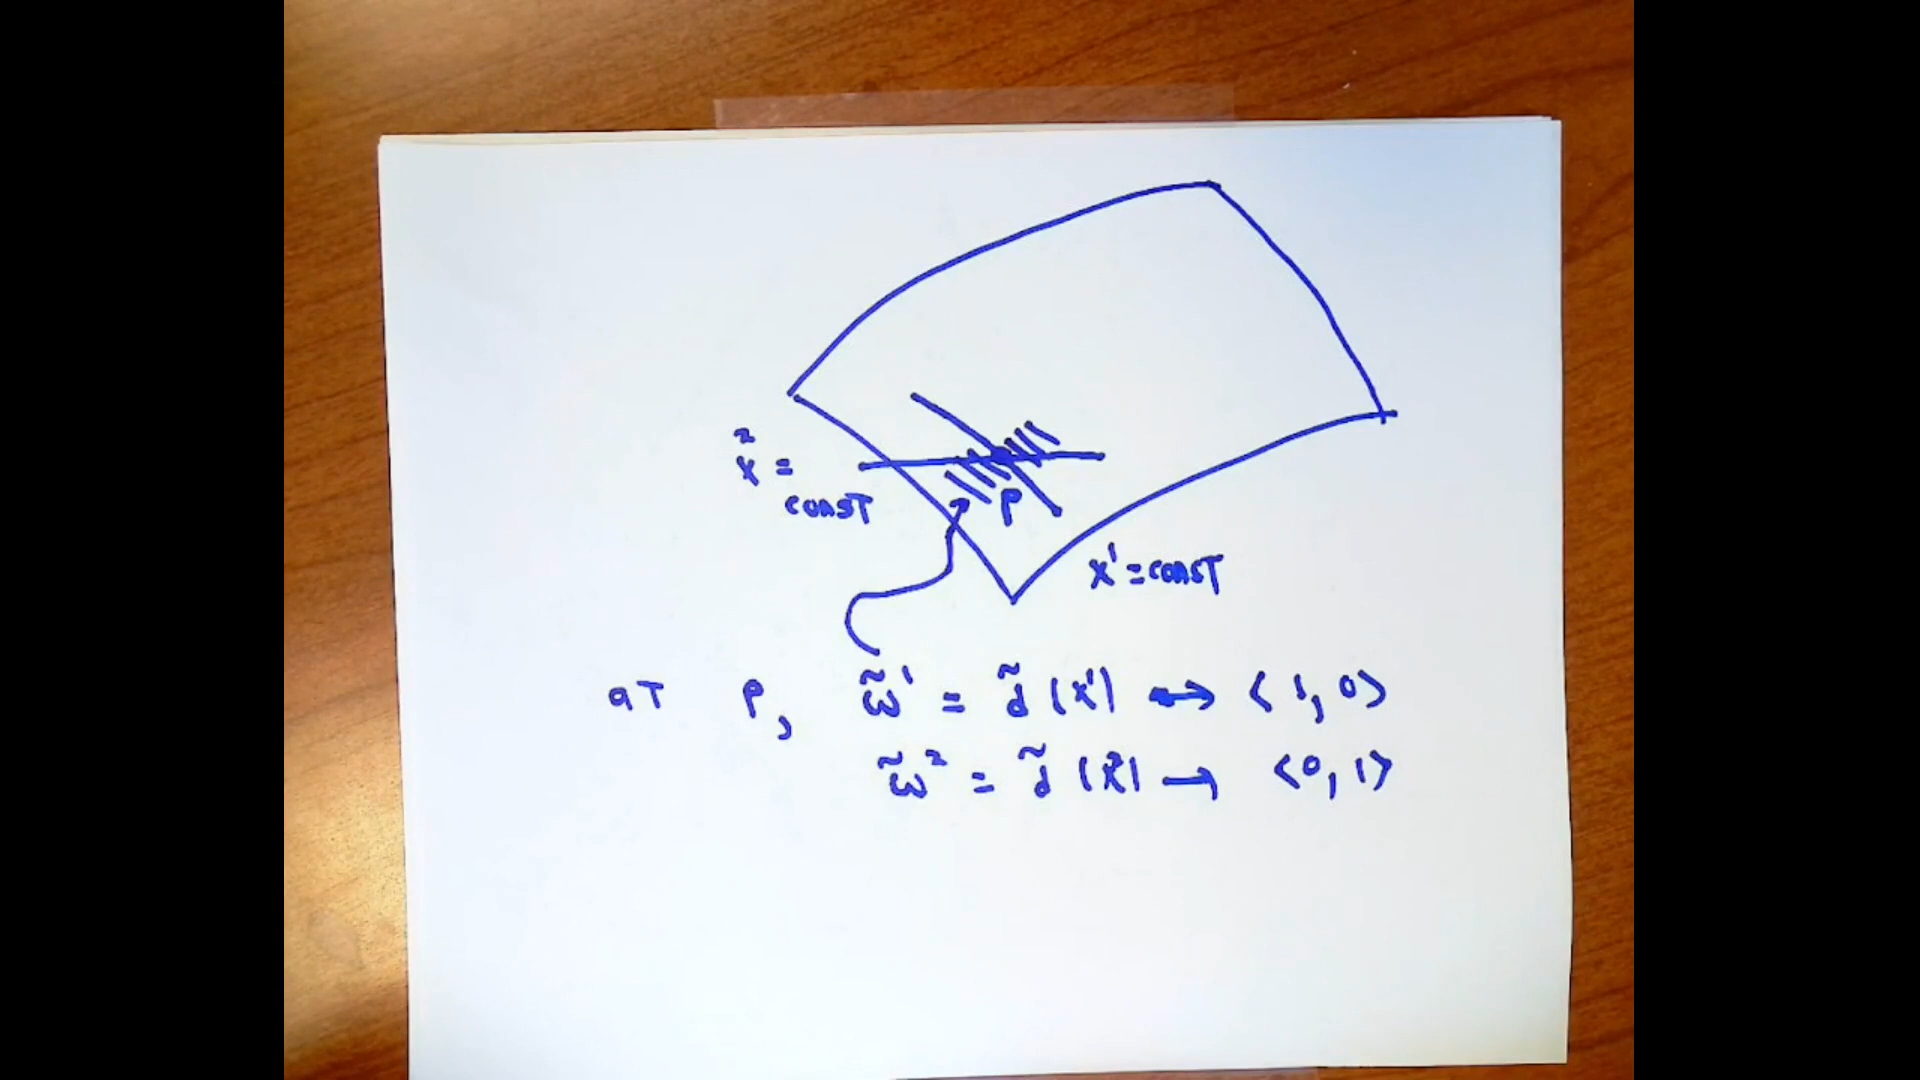 x² =
const
P
x¹ = const
at P, ω̃¹ = d̃(x¹) ↔ <1, 0>
ω̃² = d̃(x²) → <0, 1>